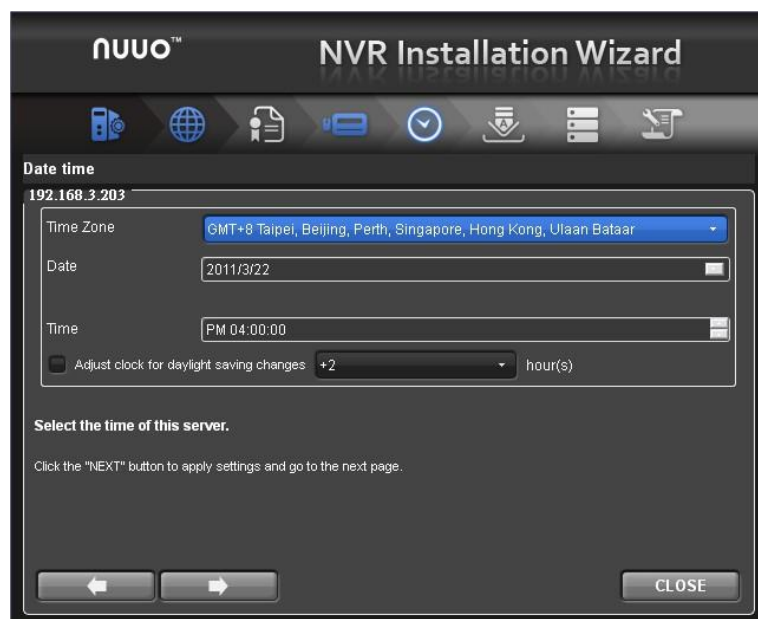 nuuo™
NVR Installation Wizard
Date time
192.168.3.203
Time Zone
GMT+8 Taipei, Beijing, Perth, Singapore, Hong Kong, Ulaan Bataar
Date
2011/3/22
Time
PM 04:00:00
Adjust clock for daylight saving changes +2 hour(s)
Select the time of this server.
Click the "NEXT" button to apply settings and go to the next page.
CLOSE